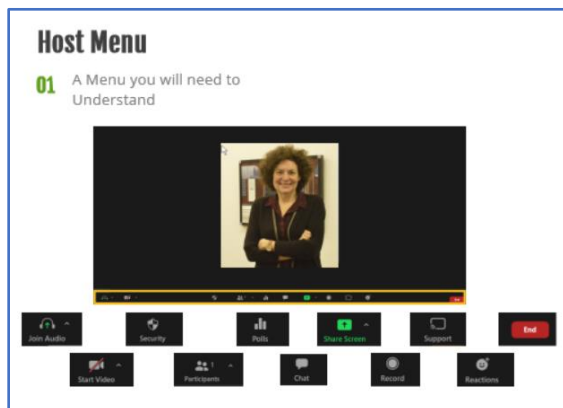 Host Menu
01 A Menu you will need to
Understand
Join Audio
Security
Polls
Share Screen
Support
End
Start Video
Participants 1
Chat
Record
Reactions